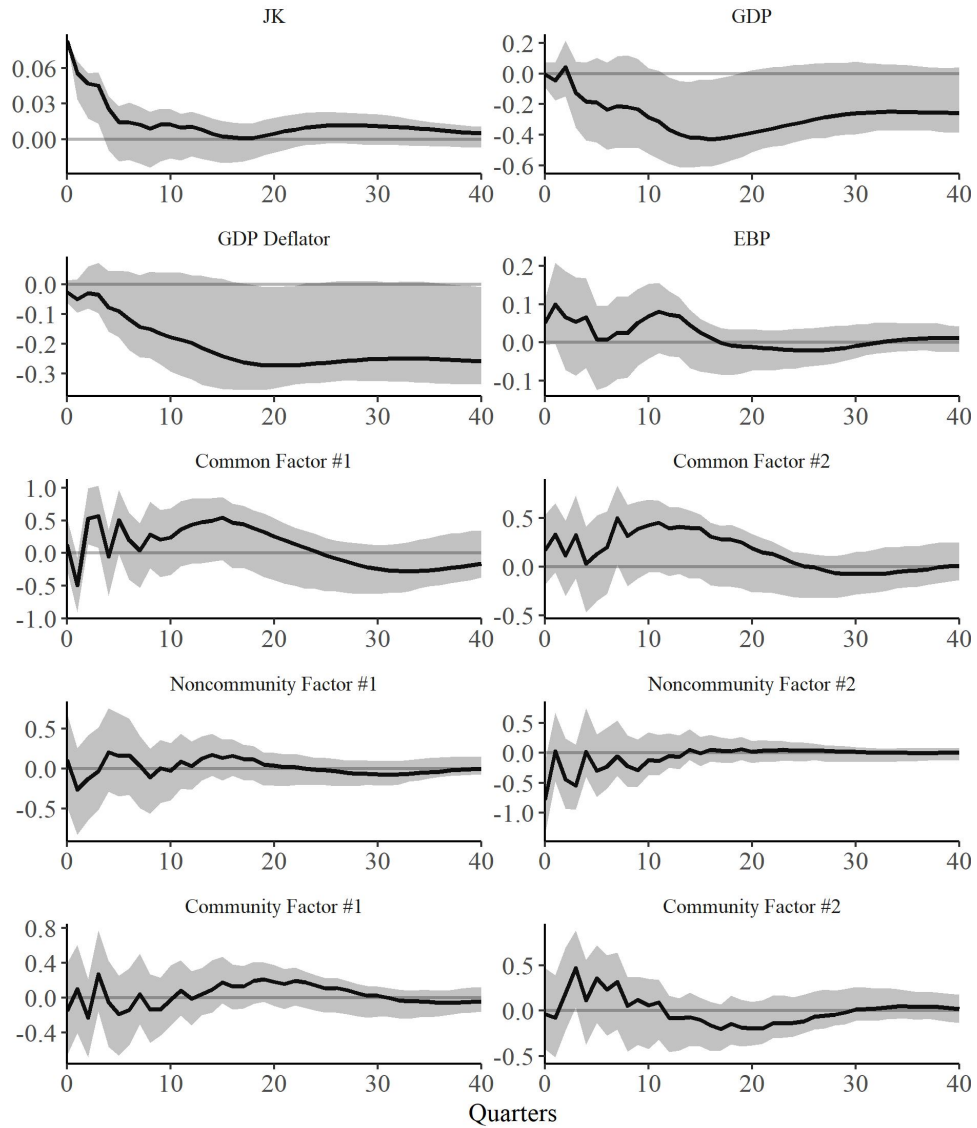 JK
0.06
0.03
0.00
0 10 20 30 40
GDP
0.2
0.0
-0.2
-0.4
-0.6
0 10 20 30 40
GDP Deflator
0.0
-0.1
-0.2
-0.3
0 10 20 30 40
EBP
0.2
0.1
0.0
-0.1
0 10 20 30 40
Common Factor #1
1.0
0.5
0.0
-0.5
-1.0
0 10 20 30 40
Common Factor #2
0.5
0.0
-0.5
0 10 20 30 40
Noncommunity Factor #1
0.5
0.0
-0.5
0 10 20 30 40
Noncommunity Factor #2
0.5
0.0
-0.5
-1.0
0 10 20 30 40
Community Factor #1
0.8
0.4
0.0
-0.4
0 10 20 30 40
Community Factor #2
0.5
0.0
-0.5
0 10 20 30 40
Quarters